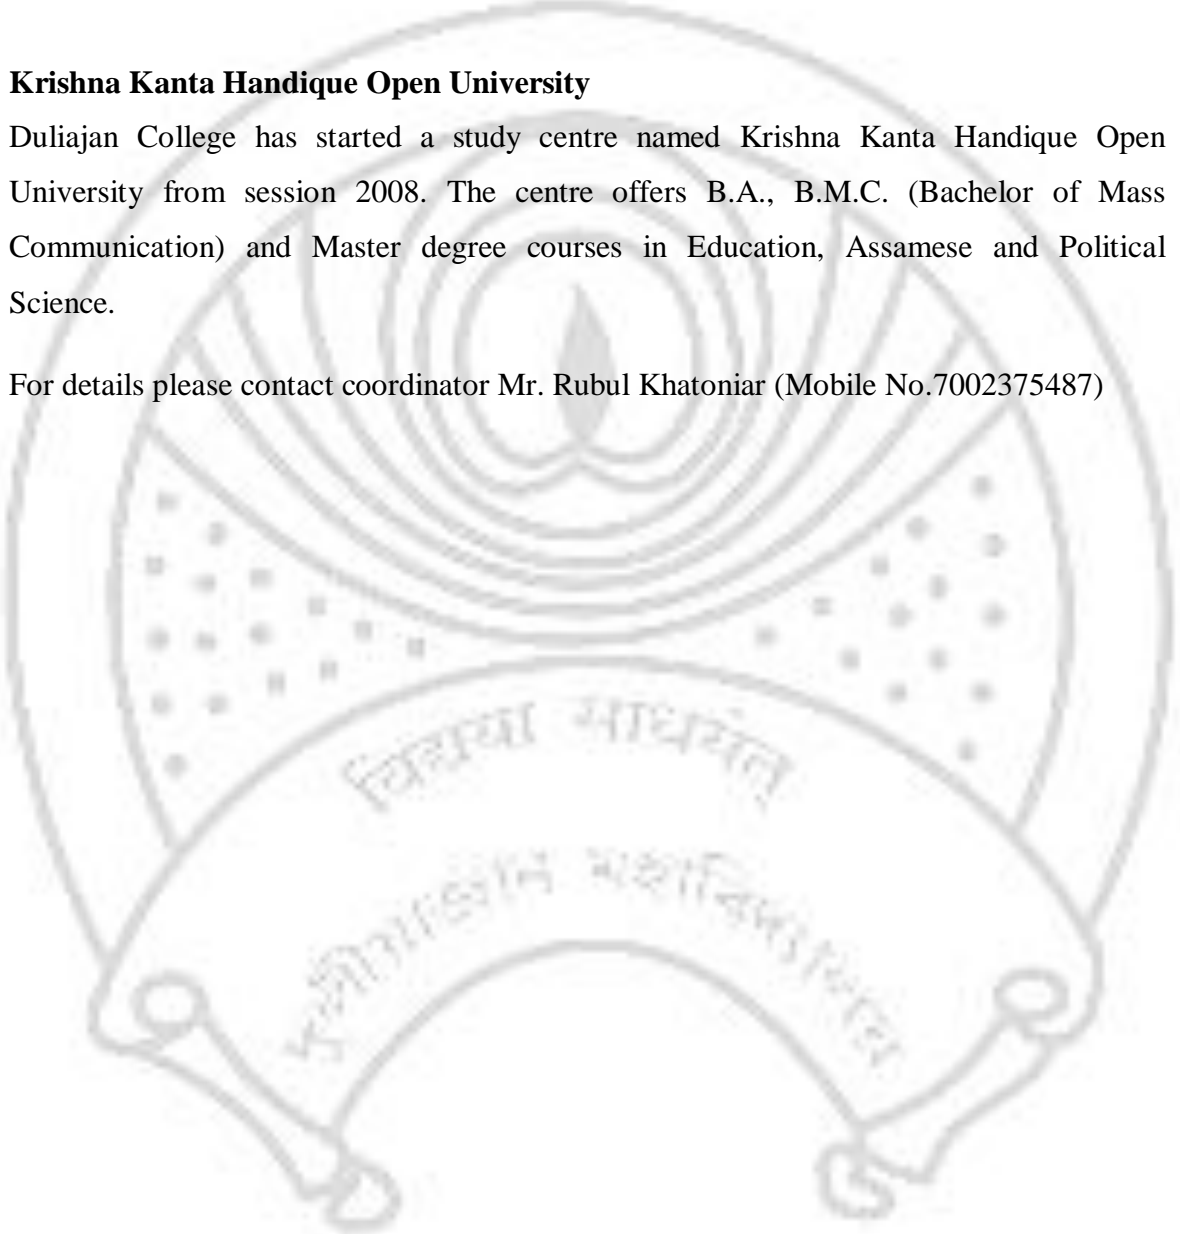 Krishna Kanta Handique Open University
Duliajan College has started a study centre named Krishna Kanta Handique Open
University from session 2008. The centre offers B.A., B.M.C. (Bachelor of Mass
Communication) and Master degree courses in Education, Assamese and Political
Science.
For details please contact coordinator Mr. Rubul Khatoniar (Mobile No.7002375487)